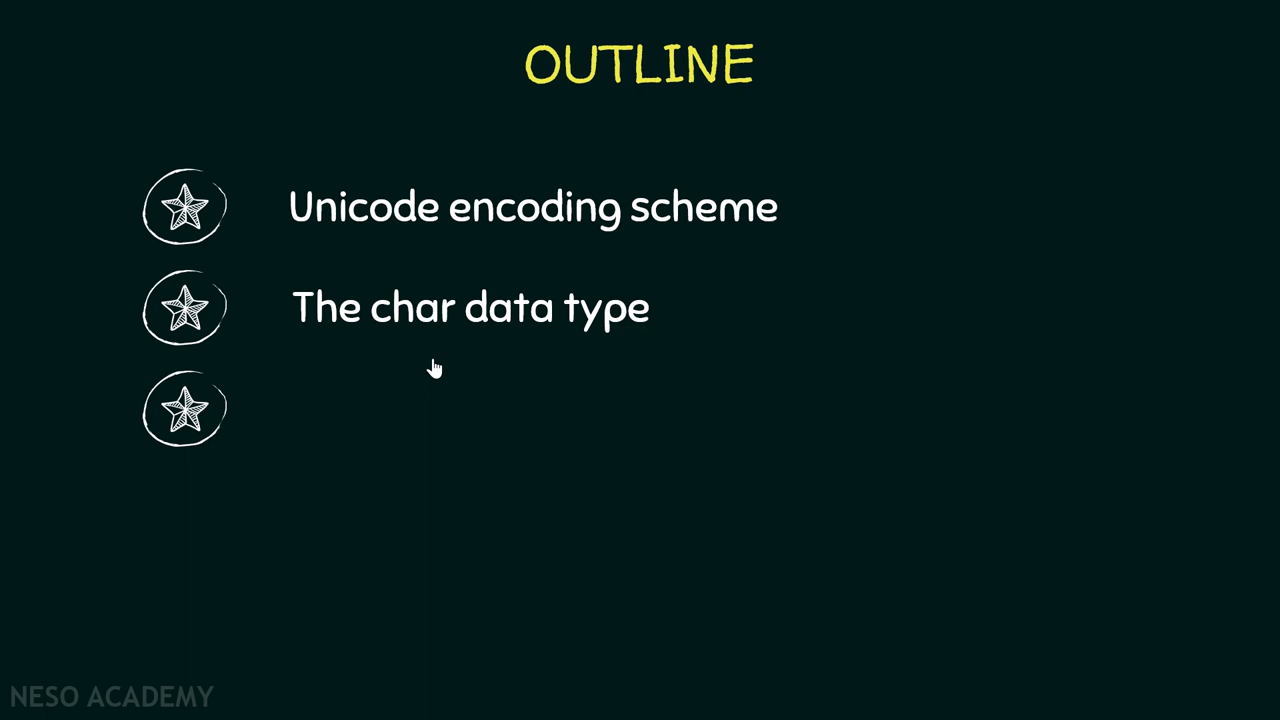 OUTLINE
Unicode encoding scheme
The char data type
NESO ACADEMY